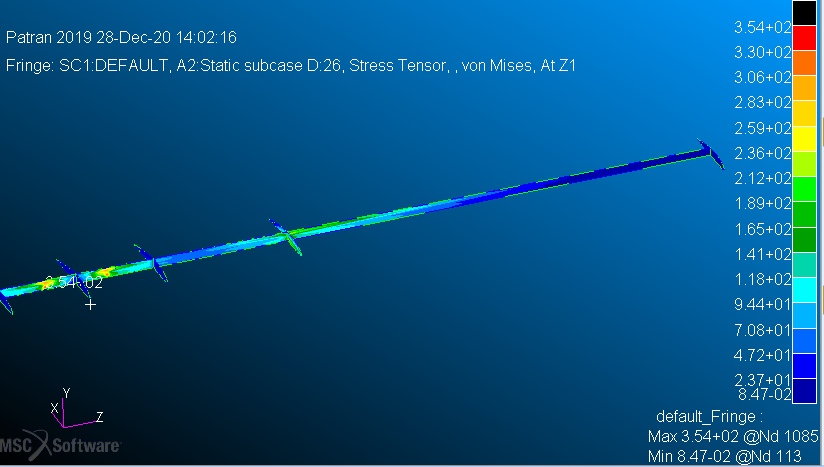 Patran 2019 28-Dec-20 14:02:16
Fringe: SC1:DEFAULT, A2:Static subcase D:26, Stress Tensor, , von Mises, At Z1
3.54+02
3.30+02
3.06+02
2.83+02
2.59+02
2.36+02
2.12+02
1.89+02
1.65+02
1.41+02
1.18+02
9.44+01
7.08+01
4.72+01
2.37+01
8.47-02
3.54+02
Y
X
Z
MSC Software
default_Fringe :
Max 3.54+02 @Nd 1085
Min 8.47-02 @Nd 113